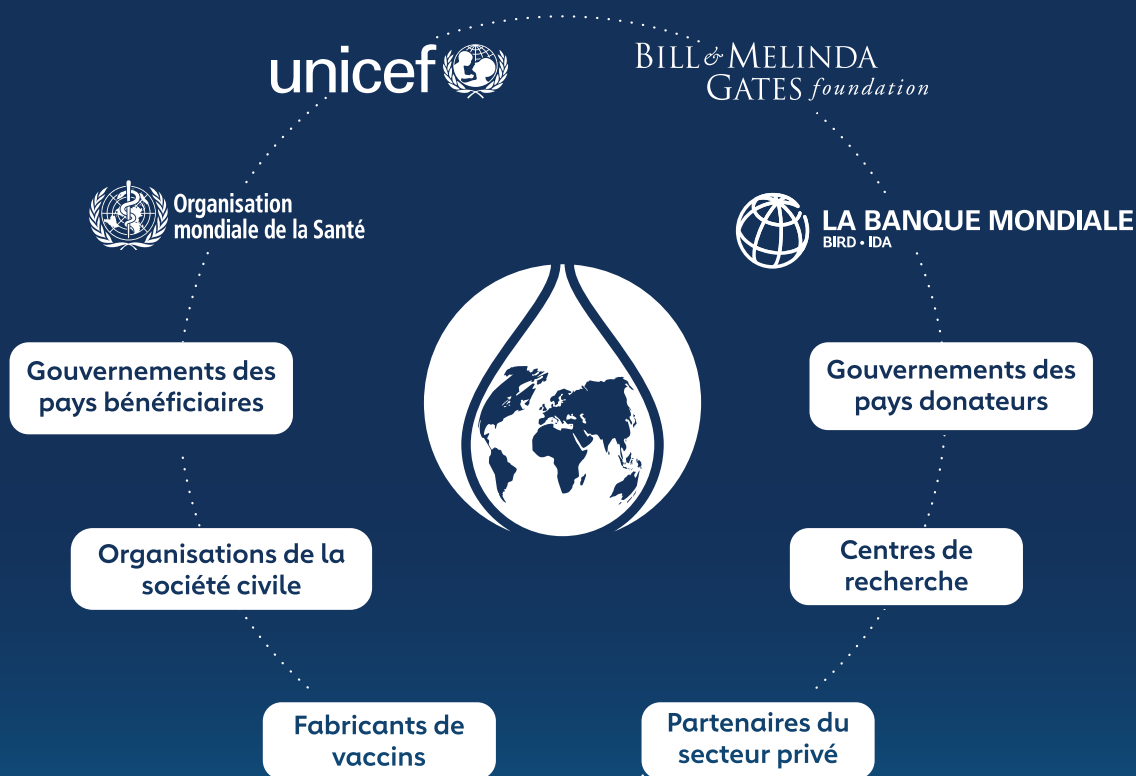 unicef
BILL & MELINDA
GATES foundation
Organisation
mondiale de la Santé
LA BANQUE MONDIALE
BIRD • IDA
Gouvernements des
pays bénéficiaires
Gouvernements des
pays donateurs
Organisations de la
société civile
Centres de
recherche
Fabricants de
vaccins
Partenaires du
secteur privé